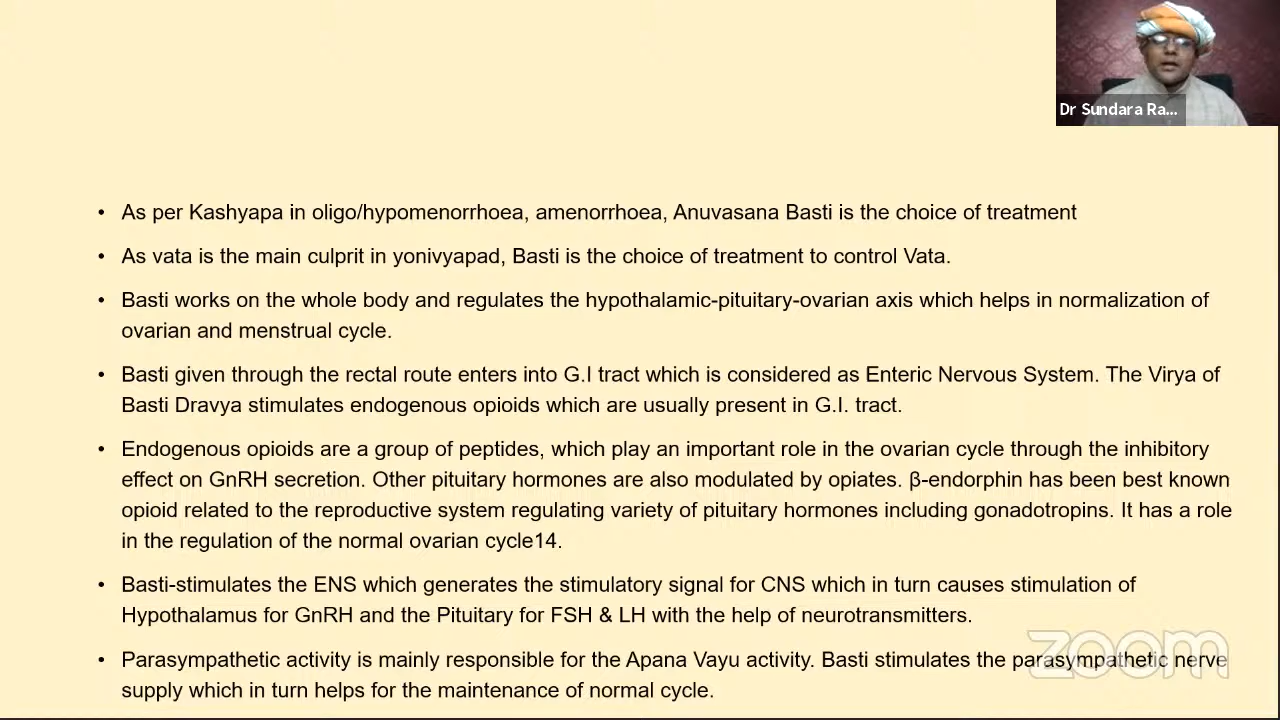 Dr Sundara Ra...
• As per Kashyapa in oligo/hypomenorrhoea, amenorrhoea, Anuvasana Basti is the choice of treatment
• As vata is the main culprit in yonivyapad, Basti is the choice of treatment to control Vata.
• Basti works on the whole body and regulates the hypothalamic-pituitary-ovarian axis which helps in normalization of
ovarian and menstrual cycle.
• Basti given through the rectal route enters into G.I tract which is considered as Enteric Nervous System. The Virya of
Basti Dravya stimulates endogenous opioids which are usually present in G.I. tract.
• Endogenous opioids are a group of peptides, which play an important role in the ovarian cycle through the inhibitory
effect on GnRH secretion. Other pituitary hormones are also modulated by opiates. β-endorphin has been best known
opioid related to the reproductive system regulating variety of pituitary hormones including gonadotropins. It has a role
in the regulation of the normal ovarian cycle14.
• Basti-stimulates the ENS which generates the stimulatory signal for CNS which in turn causes stimulation of
Hypothalamus for GnRH and the Pituitary for FSH & LH with the help of neurotransmitters.
• Parasympathetic activity is mainly responsible for the Apana Vayu activity. Basti stimulates the parasympathetic nerve
supply which in turn helps for the maintenance of normal cycle.
zoom